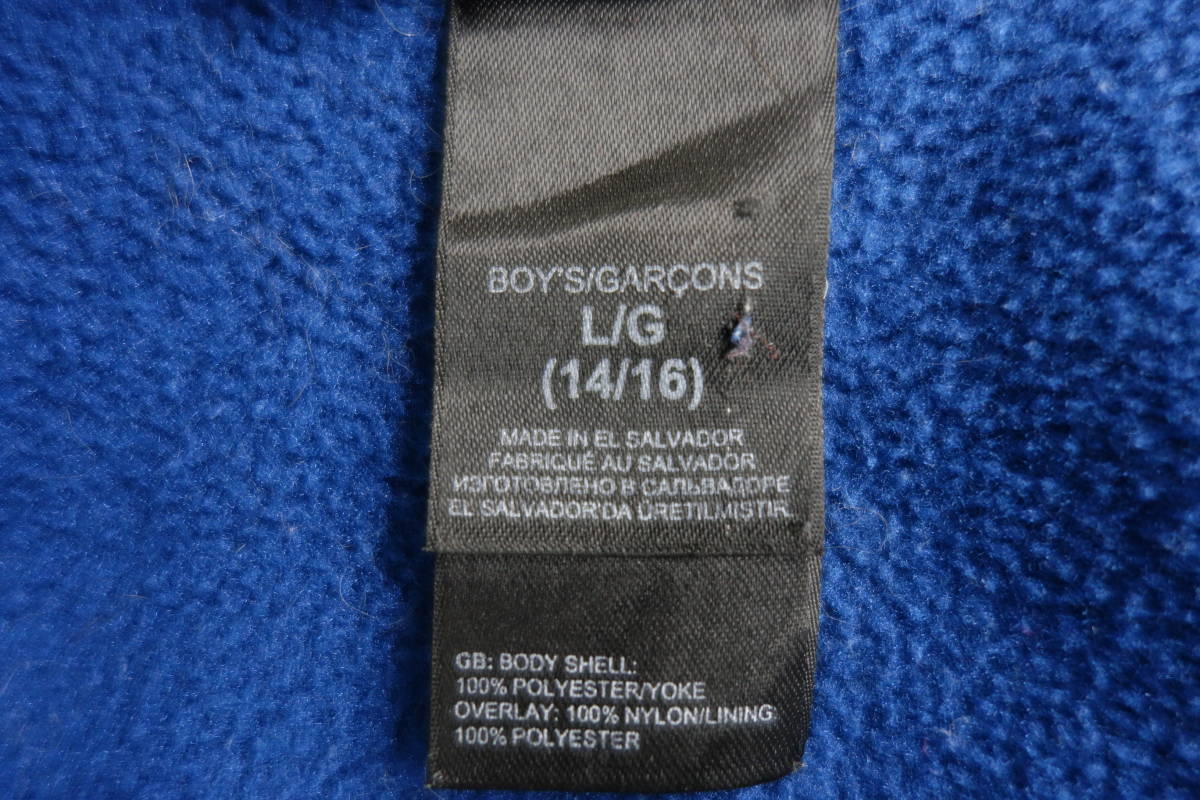 BOY'S/GARÇONS
L/G
(14/16)
MADE IN EL SALVADOR
FABRIQUÉ AU SALVADOR
ИЗГОТОВЛЕНО В САЛЬВАДОРЕ
EL SALVADOR'DA ÜRETILMISTIR.
GB: BODY SHELL:
100% POLYESTER/YOKE
OVERLAY: 100% NYLON/LINING:
100% POLYESTER